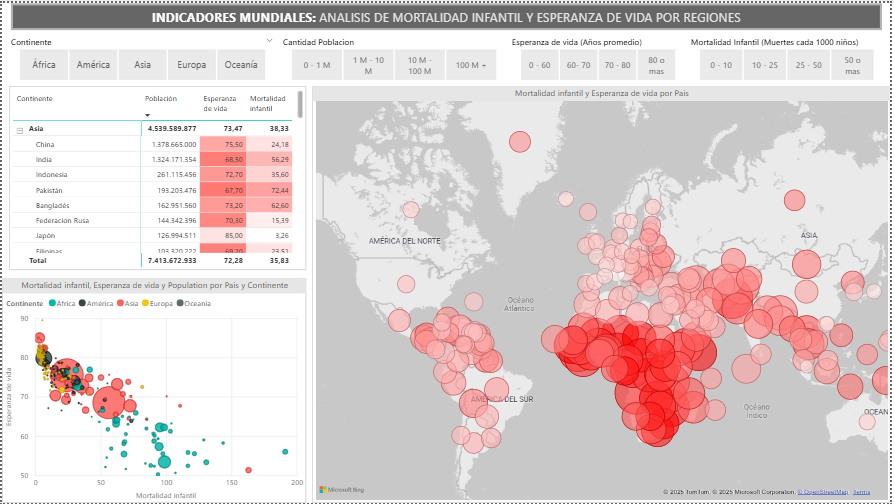 INDICADORES MUNDIALES: ANALISIS DE MORTALIDAD INFANTIL Y ESPERANZA DE VIDA POR REGIONES
Continente
África América Asia Europa Oceanía
Cantidad Poblacion
0 - 1 M 1 M - 10 M 10 M - 100 M 100 M +
Esperanza de vida (Años promedio)
0 - 60 60 - 70 70 - 80 80 o mas
Mortalidad Infantil (Muertes cada 1000 niños)
0 - 10 10 - 25 25 - 50 50 o mas
Continente Población Esperanza de vida Mortalidad infantil
Asia 4.539.589.877 73,47 38,33
China 1.378.665.000 75,50 24,18
India 1.324.171.354 68,50 56,29
Indonesia 261.115.456 72,70 35,60
Pakistán 193.203.476 67,70 72,44
Bangladés 162.951.560 73,20 62,60
Federacion Rusa 144.342.396 70,30 15,39
Japón 126.994.511 85,00 3,26
Filipinas 103.320.222 69,20 23,51
Total 7.413.672.933 72,28 35,83
Mortalidad infantil, Esperanza de vida y Population por Pais y Continente
Continente África América Asia Europa Oceania
Esperanza de vida
90
80
70
60
50
0 50 100 150 200
Mortalidad infantil
Mortalidad infantil y Esperanza de vida por Pais
AMÉRICA DEL NORTE
ASIA
Océano Atlántico
AMÉRICA DEL SUR
Océano Índico
OCEAN
Microsoft Bing
© 2025 TomTom, © 2025 Microsoft Corporation, © OpenStreetMap Terms